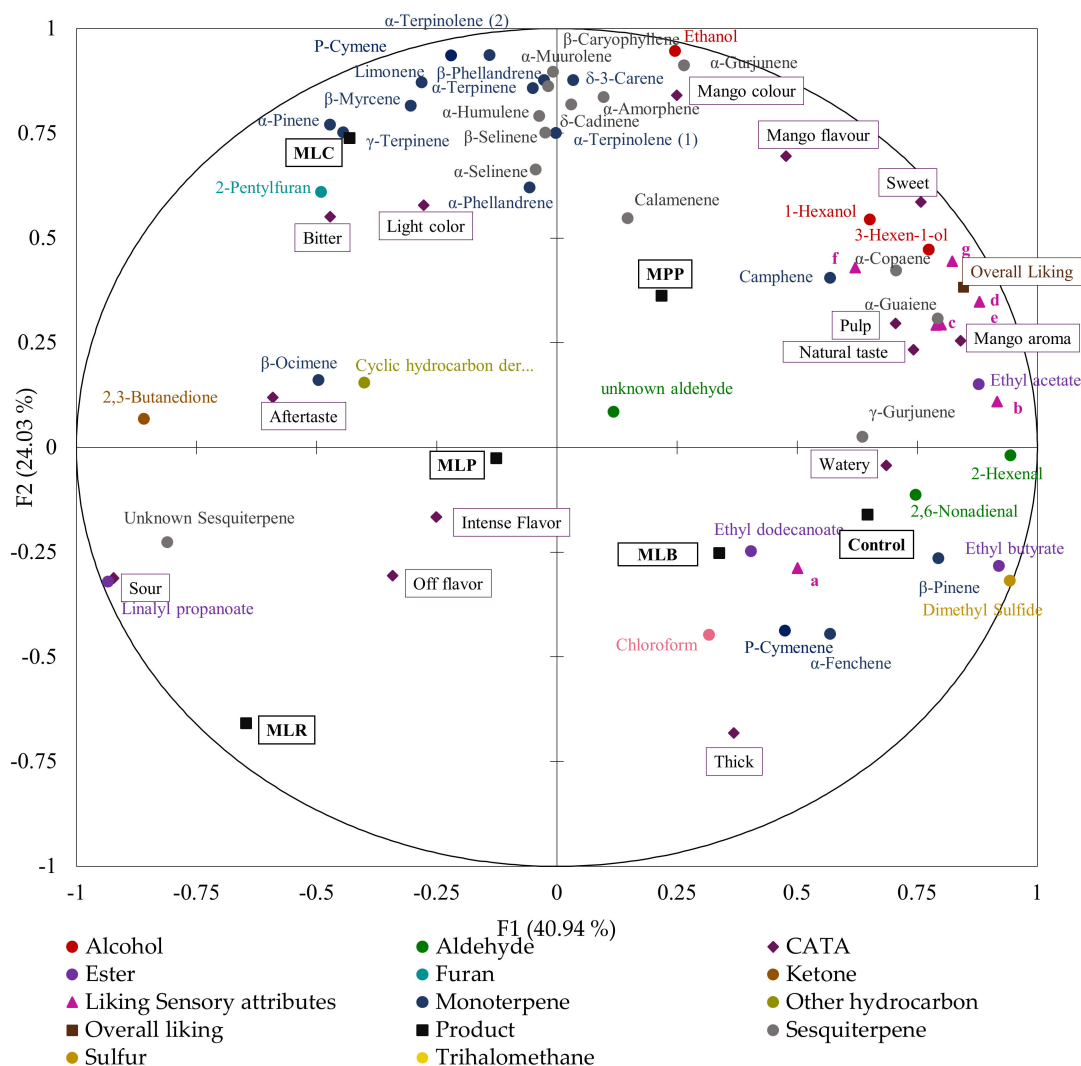 α-Terpinolene (2)
1
β-Caryophyllene
Ethanol
P-Cymene
α-Muurolene
α-Gurjunene
Limonene
β-Phellandrene
δ-3-Carene
α-Terpinene
Mango colour
β-Myrcene
α-Humulene
α-Amorphene
α-Pinene
δ-Cadinene
0.75
γ-Terpinene
β-Selinene
α-Terpinolene (1)
Mango flavour
MLC
α-Selinene
Sweet
2-Pentylfuran
α-Phellandrene
Calamenene
1-Hexanol
Bitter
Light color
0.5
3-Hexen-1-ol
g
f
α-Copaene
MPP
Camphene
Overall Liking
d
α-Guaiene
e
c
0.25
Pulp
Mango aroma
Natural taste
β-Ocimene
Cyclic hydrocarbon der...
Ethyl acetate
2,3-Butanedione
unknown aldehyde
b
Aftertaste
γ-Gurjunene
0
MLP
Watery
2-Hexenal
Unknown Sesquiterpene
Intense Flavor
2,6-Nonadienal
Ethyl dodecanoate
Control
-0.25
MLB
Ethyl butyrate
Sour
Off flavor
a
β-Pinene
Linalyl propanoate
Dimethyl Sulfide
-0.5
Chloroform
P-Cymenene
α-Fenchene
MLR
-0.75
Thick
-1
F2 (24.03 %)
-1
-0.75
-0.5
-0.25
0
0.25
0.5
0.75
1
F1 (40.94 %)
Alcohol
Aldehyde
CATA
Ester
Furan
Ketone
Liking Sensory attributes
Monoterpene
Other hydrocarbon
Overall liking
Product
Sesquiterpene
Sulfur
Trihalomethane